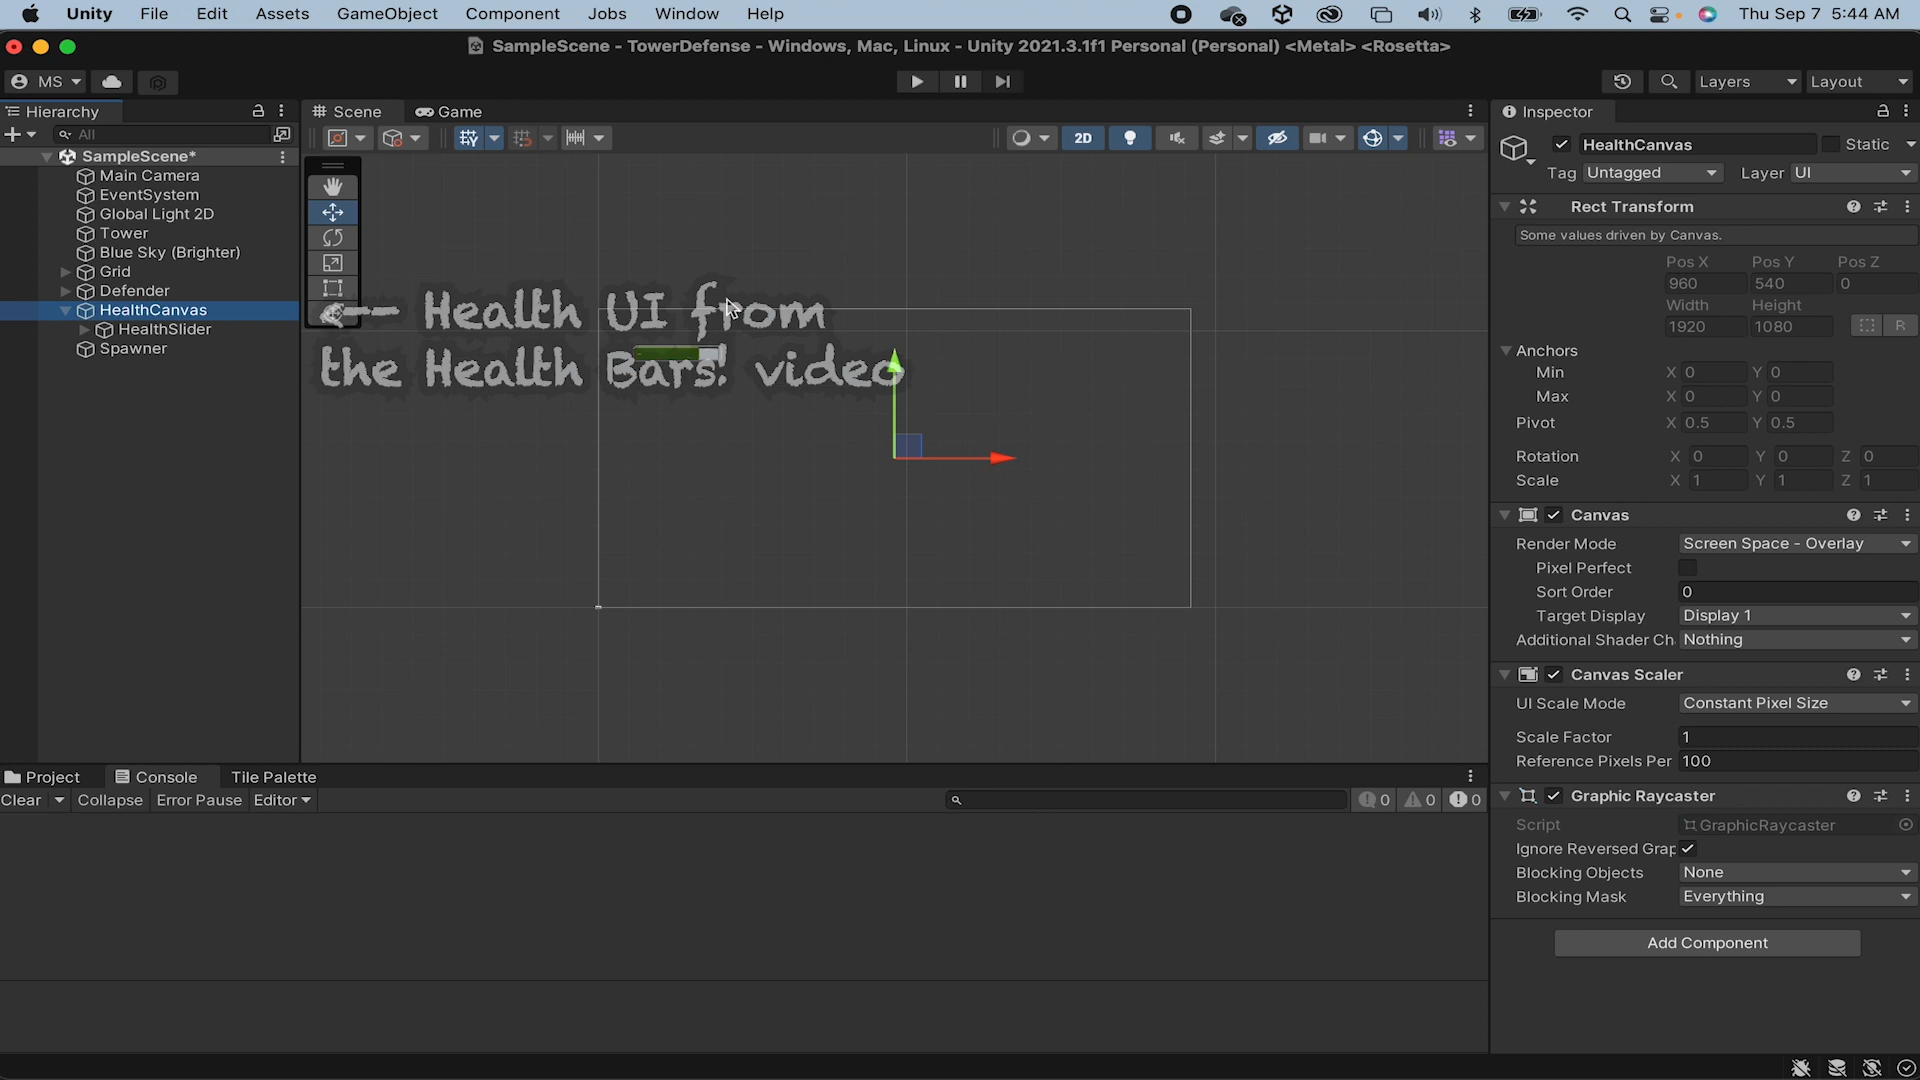 Unity File Edit Assets GameObject Component Jobs Window Help Thu Sep 7 5:44 AM
SampleScene - TowerDefense - Windows, Mac, Linux - Unity 2021.3.1f1 Personal (Personal) <Metal> <Rosetta>
MS Layers Layout
Hierarchy Scene Game Inspector
All 2D
HealthCanvas Static
SampleScene*
Tag Untagged Layer UI
Main Camera
EventSystem
Global Light 2D
Tower
Blue Sky (Brighter)
Grid
Defender
HealthCanvas
HealthSlider
Spawner
<-- Health UI from
the Health Bars! video
Rect Transform
Some values driven by Canvas.
Pos X Pos Y Pos Z
960 540 0
Width Height
1920 1080 R
Anchors
Min X 0 Y 0
Max X 0 Y 0
Pivot X 0.5 Y 0.5
Rotation X 0 Y 0 Z 0
Scale X 1 Y 1 Z 1
Canvas
Render Mode Screen Space - Overlay
Pixel Perfect
Sort Order 0
Target Display Display 1
Additional Shader Ch Nothing
Canvas Scaler
UI Scale Mode Constant Pixel Size
Scale Factor 1
Reference Pixels Per 100
Graphic Raycaster
Script GraphicRaycaster
Ignore Reversed Grap
Blocking Objects None
Blocking Mask Everything
Add Component
Project Console Tile Palette
Clear Collapse Error Pause Editor 0 0 0